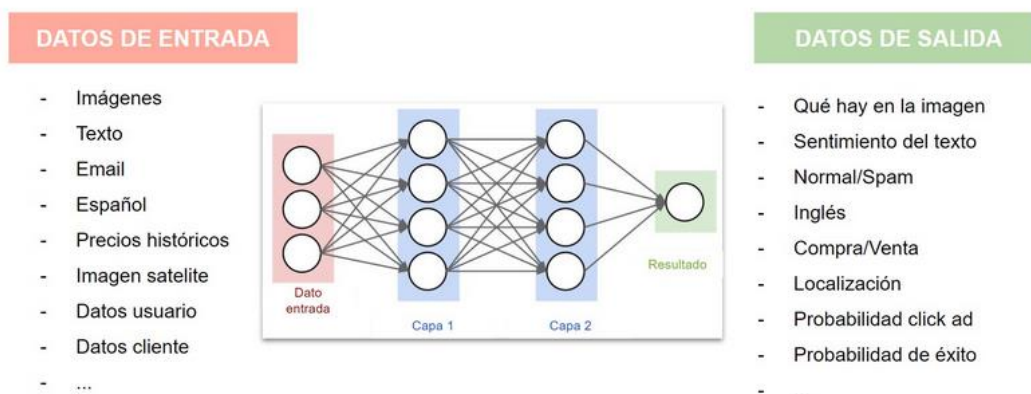 DATOS DE ENTRADA
- Imágenes
- Texto
- Email
- Español
- Precios históricos
- Imagen satelite
- Datos usuario
- Datos cliente
- ...
Dato
entrada
Capa 1
Capa 2
Resultado
DATOS DE SALIDA
- Qué hay en la imagen
- Sentimiento del texto
- Normal/Spam
- Inglés
- Compra/Venta
- Localización
- Probabilidad click ad
- Probabilidad de éxito
-